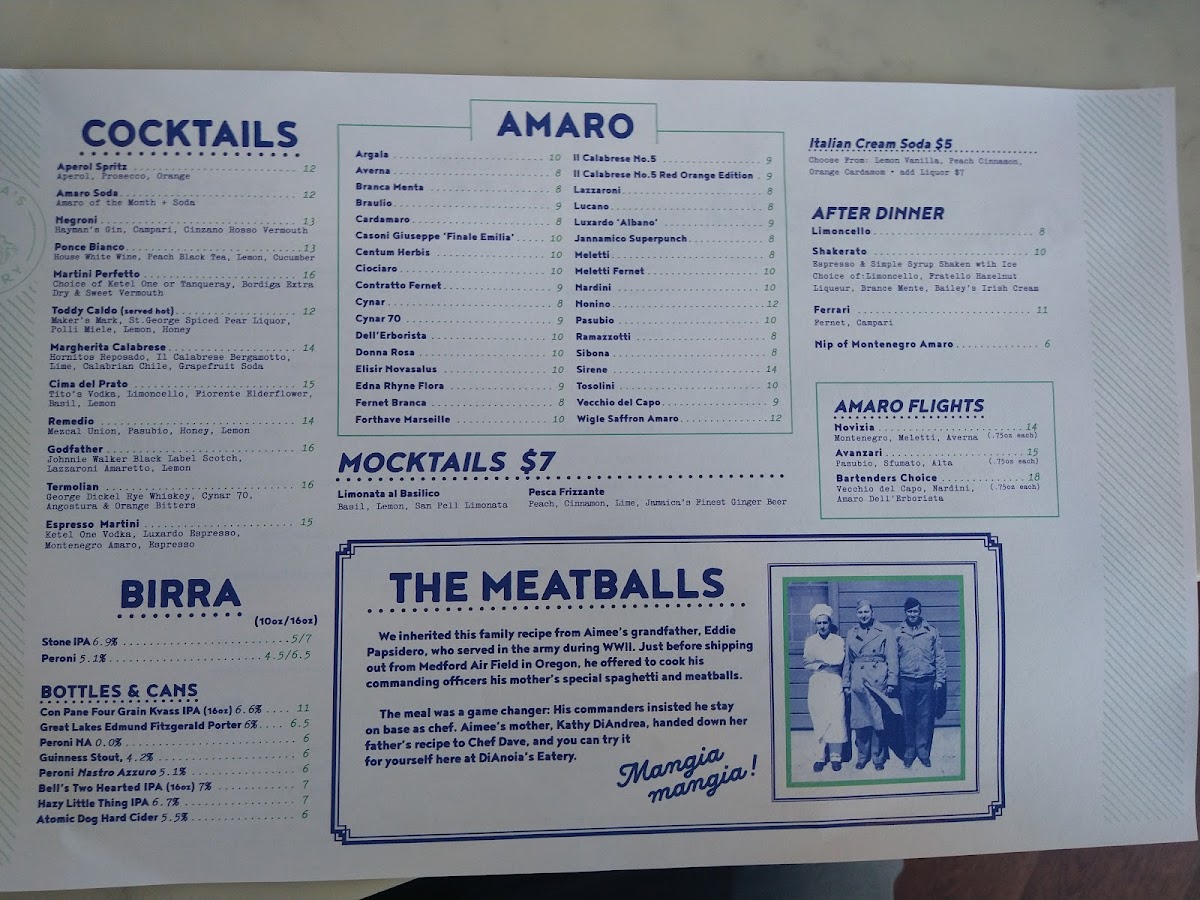 COCKTAILS
Aperol Spritz 12
Aperol, Prosecco, Orange
Amaro Soda 12
Amaro of the Month + Soda
Negroni 13
Hayman's Gin, Campari, Cinzano Rosso Vermouth
Ponce Bianco 13
House White Wine, Peach Black Tea, Lemon, Cucumber
Martini Perfetto 16
Choice of Ketel One or Tanqueray, Bordiga Extra
Dry & Sweet Vermouth
Toddy Caldo (served hot) 12
Maker's Mark, St.George Spiced Pear Liquor,
Polli Miele, Lemon, Honey
Margherita Calabrese 14
Hornitos Reposado, Il Calabrese Bergamotto,
Lime, Calabrian Chile, Grapefruit Soda
Cima del Prato 15
Tito's Vodka, Limoncello, Fiorente Elderflower,
Basil, Lemon
Remedio 14
Mezcal Union, Pasubio, Honey, Lemon
Godfather 16
Johnnie Walker Black Label Scotch,
Lazzaroni Amaretto, Lemon
Termolian 16
George Dickel Rye Whiskey, Cynar 70,
Angostura & Orange Bitters
Espresso Martini 15
Ketel One Vodka, Luxardo Espresso,
Montenegro Amaro, Espresso
BIRRA
(10oz/16oz)
Stone IPA 6.9% 5/7
Peroni 5.1% 4.5/6.5
BOTTLES & CANS
Con Pane Four Grain Kvass IPA (16oz) 6.6% 11
Great Lakes Edmund Fitzgerald Porter 6% 6.5
Peroni NA 0.0% 6
Guinness Stout, 4.2% 6
Peroni Nastro Azzuro 5.1% 6
Bell's Two Hearted IPA (16oz) 7% 7
Hazy Little Thing IPA 6.7% 7
Atomic Dog Hard Cider 5.5% 6
AMARO
Argala 10
Averna 8
Branca Menta 8
Braulio 9
Cardamaro 8
Casoni Giuseppe 'Finale Emilia' 10
Centum Herbis 10
Ciociaro 10
Contratto Fernet 9
Cynar 8
Cynar 70 9
Dell'Erborista 10
Donna Rosa 10
Elisir Novasalus 10
Edna Rhyne Flora 9
Fernet Branca 8
Forthave Marseille 10
Il Calabrese No.5 9
Il Calabrese No.5 Red Orange Edition 9
Lazzaroni 8
Lucano 8
Luxardo 'Albano' 9
Jannamico Superpunch 8
Meletti 8
Meletti Fernet 10
Nardini 10
Nonino 12
Pasubio 10
Ramazzotti 8
Sibona 8
Sirene 14
Tosolini 10
Vecchio del Capo 9
Wigle Saffron Amaro 12
MOCKTAILS $7
Limonata al Basilico
Basil, Lemon, San Pell Limonata
Pesca Frizzante
Peach, Cinnamon, Lime, Jamaica's Finest Ginger Beer
Italian Cream Soda $5
Choose From: Lemon Vanilla, Peach Cinnamon,
Orange Cardamom • add Liquor $7
AFTER DINNER
Limoncello 8
Shakerato 10
Espresso & Simple Syrup Shaken wtih Ice
Choice of:Limoncello, Fratello Hazelnut
Liqueur, Brance Mente, Bailey's Irish Cream
Ferrari 11
Fernet, Campari
Nip of Montenegro Amaro 6
AMARO FLIGHTS
Novizia 14
Montenegro, Meletti, Averna (.75oz each)
Avanzari 15
Pasubio, Sfumato, Alta (.75oz each)
Bartenders Choice 18
Vecchio del Capo, Nardini, (.75oz each)
Amaro Dell'Erborista
THE MEATBALLS
We inherited this family recipe from Aimee's grandfather, Eddie
Papsidero, who served in the army during WWII. Just before shipping
out from Medford Air Field in Oregon, he offered to cook his
commanding officers his mother's special spaghetti and meatballs.
The meal was a game changer: His commanders insisted he stay
on base as chef. Aimee's mother, Kathy DiAndrea, handed down her
father's recipe to Chef Dave, and you can try it
for yourself here at DiAnoia's Eatery.
Mangia
mangia!